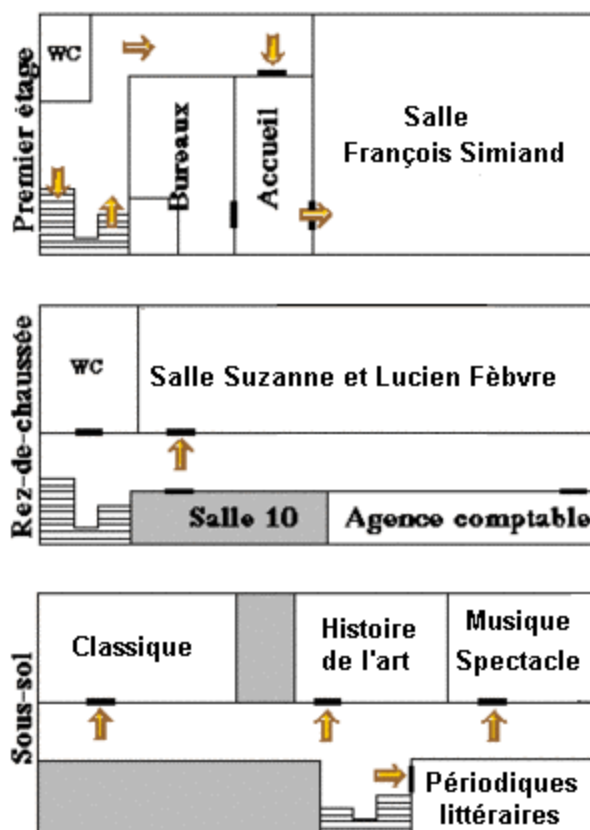 Premier étage
WC
Bureaux
Accueil
Salle
François Simiand
Rez-de-chaussée
WC
Salle Suzanne et Lucien Fèbvre
Salle 10
Agence comptable
Sous-sol
Classique
Histoire
de l'art
Musique
Spectacle
Périodiques
littéraires